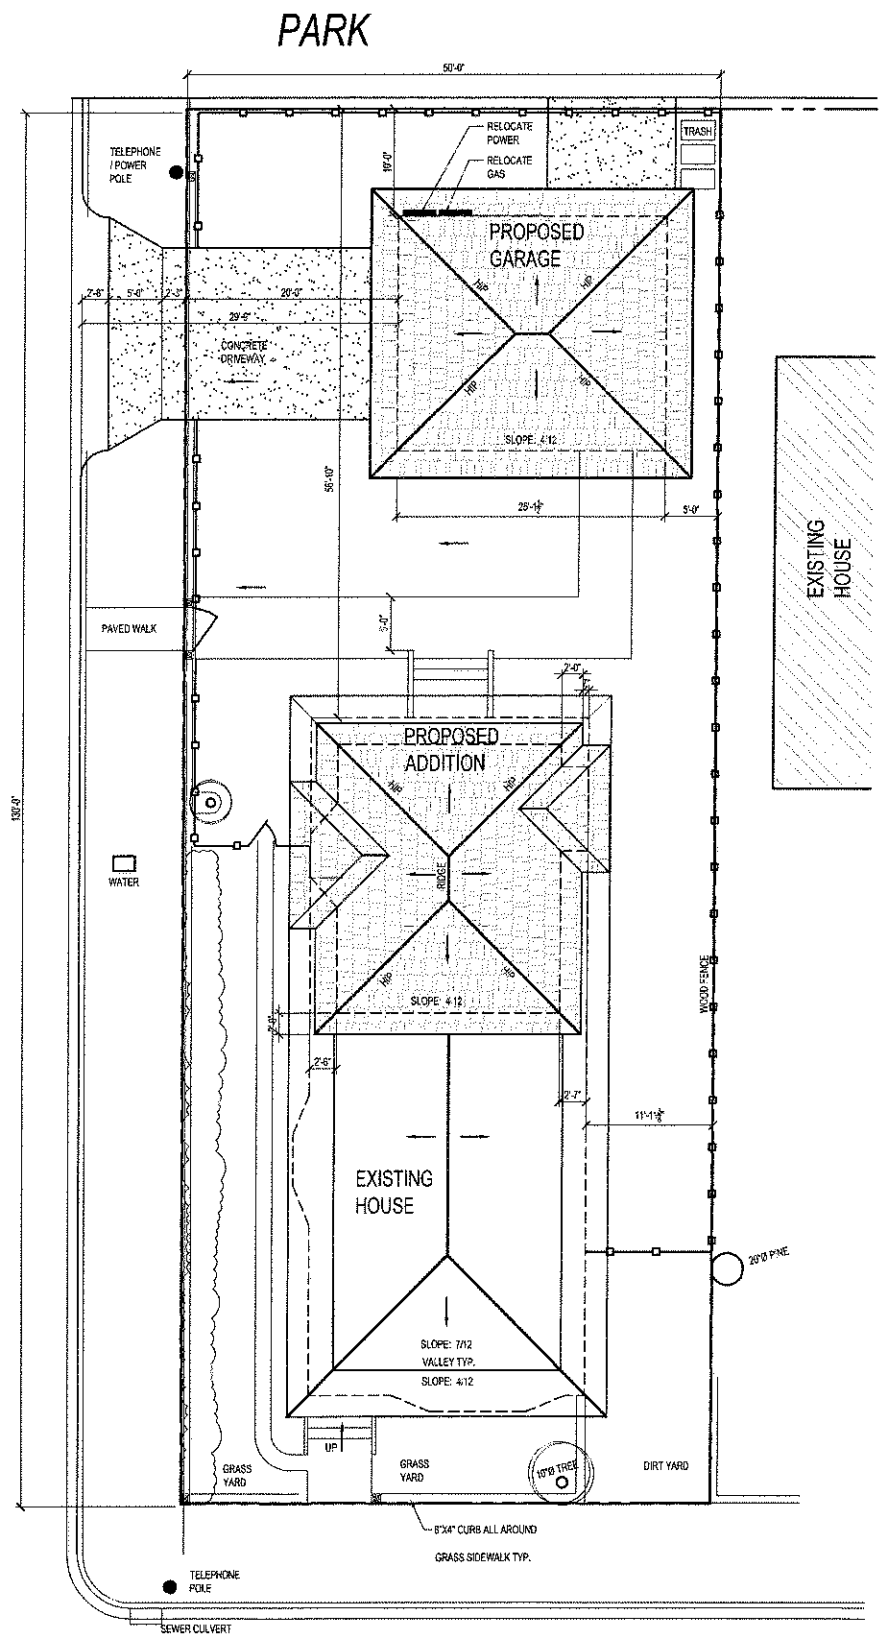 PARK
50'-0"
TELEPHONE
/ POWER
POLE
RELOCATE
POWER
RELOCATE
GAS
TRASH
10'-0"
PROPOSED
GARAGE
HIP
HIP
HIP
HIP
SLOPE: 4/12
2'-8"
5'-0"
2'-3"
20'-3"
29'-9"
CONCRETE
DRIVEWAY
56'-10"
5'-0"
EXISTING
HOUSE
PAVED WALK
2'-0"
PROPOSED
ADDITION
HIP
HIP
RIDGE
HIP
HIP
SLOPE: 4/12
130'-0"
WATER
WOOD FENCE
2'-0"
2'-6"
2'-7"
EXISTING
HOUSE
20"Ø PINE
SLOPE: 7/12
VALLEY TYP.
SLOPE: 4/12
UP
GRASS
YARD
GRASS
YARD
10"Ø TREE
DIRT YARD
6"X4" CURB ALL AROUND
GRASS SIDEWALK TYP.
TELEPHONE
POLE
SEWER CULVERT